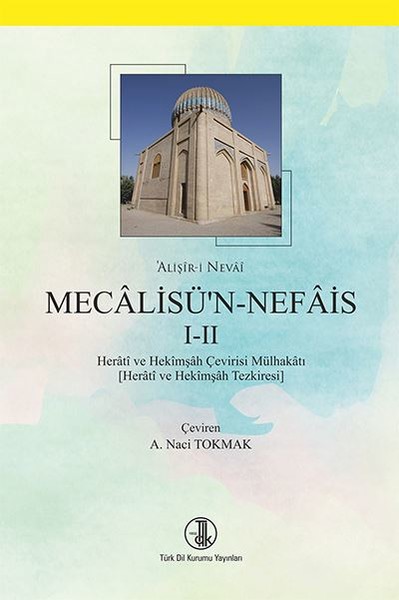 'Alişîr-i Nevâî
MECÂLİSÜ'N-NEFÂİS
I-II
Herâtî ve Hekîmşâh Çevirisi Mülhakâtı
[Herâtî ve Hekîmşâh Tezkiresi]
Çeviren
A. Naci TOKMAK
Türk Dil Kurumu Yayınları